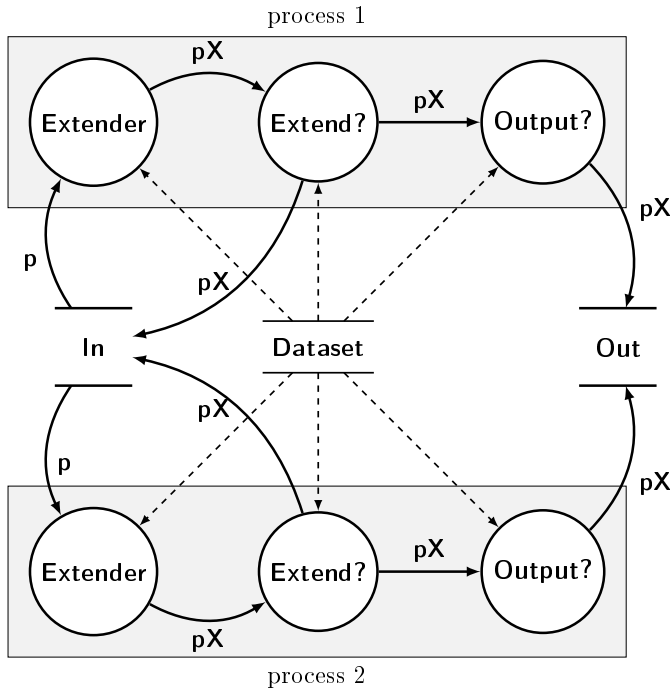 process 1
pX
Extender
Extend?
pX
Output?
pX
p
pX
In
Dataset
Out
pX
p
pX
Extender
Extend?
pX
Output?
pX
process 2